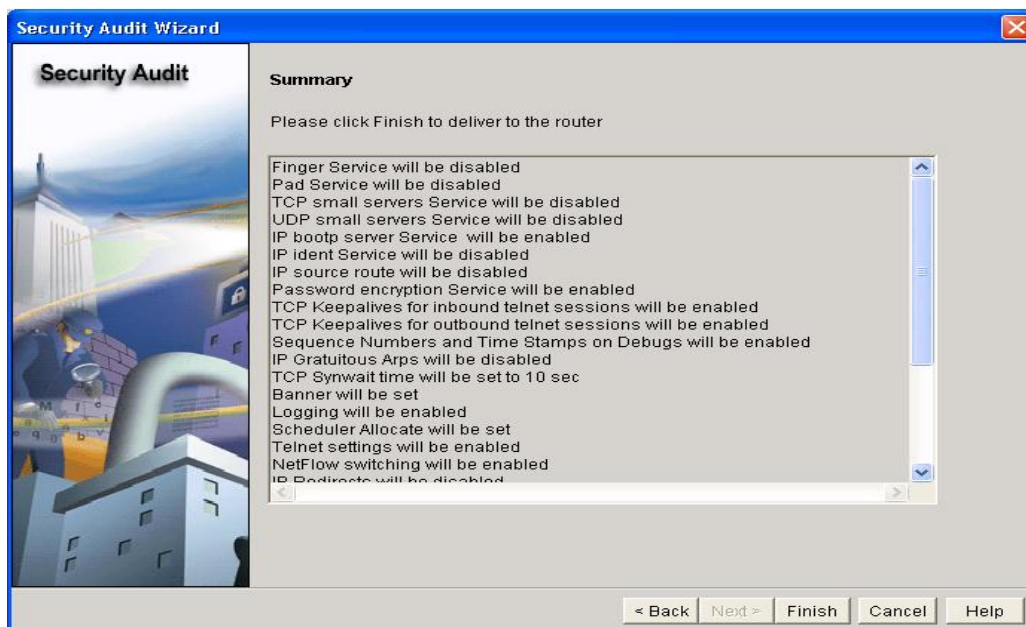 Security Audit Wizard
Security Audit
Summary
Please click Finish to deliver to the router
Finger Service will be disabled
Pad Service will be disabled
TCP small servers Service will be disabled
UDP small servers Service will be disabled
IP bootp server Service  will be enabled
IP ident Service will be disabled
IP source route will be disabled
Password encryption Service will be enabled
TCP Keepalives for inbound telnet sessions will be enabled
TCP Keepalives for outbound telnet sessions will be enabled
Sequence Numbers and Time Stamps on Debugs will be enabled
IP Gratuitous Arps will be disabled
TCP Synwait time will be set to 10 sec
Banner will be set
Logging will be enabled
Scheduler Allocate will be set
Telnet settings will be enabled
NetFlow switching will be enabled
IP Redirects will be disabled
< Back Next > Finish Cancel Help